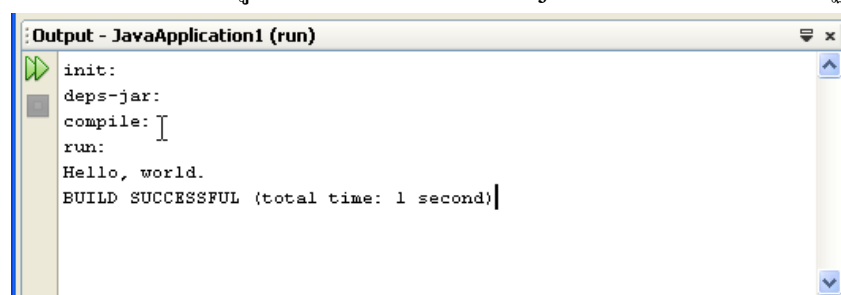 Output - JavaApplication1 (run)
init:
deps-jar:
compile:
run:
Hello, world.
BUILD SUCCESSFUL (total time: 1 second)